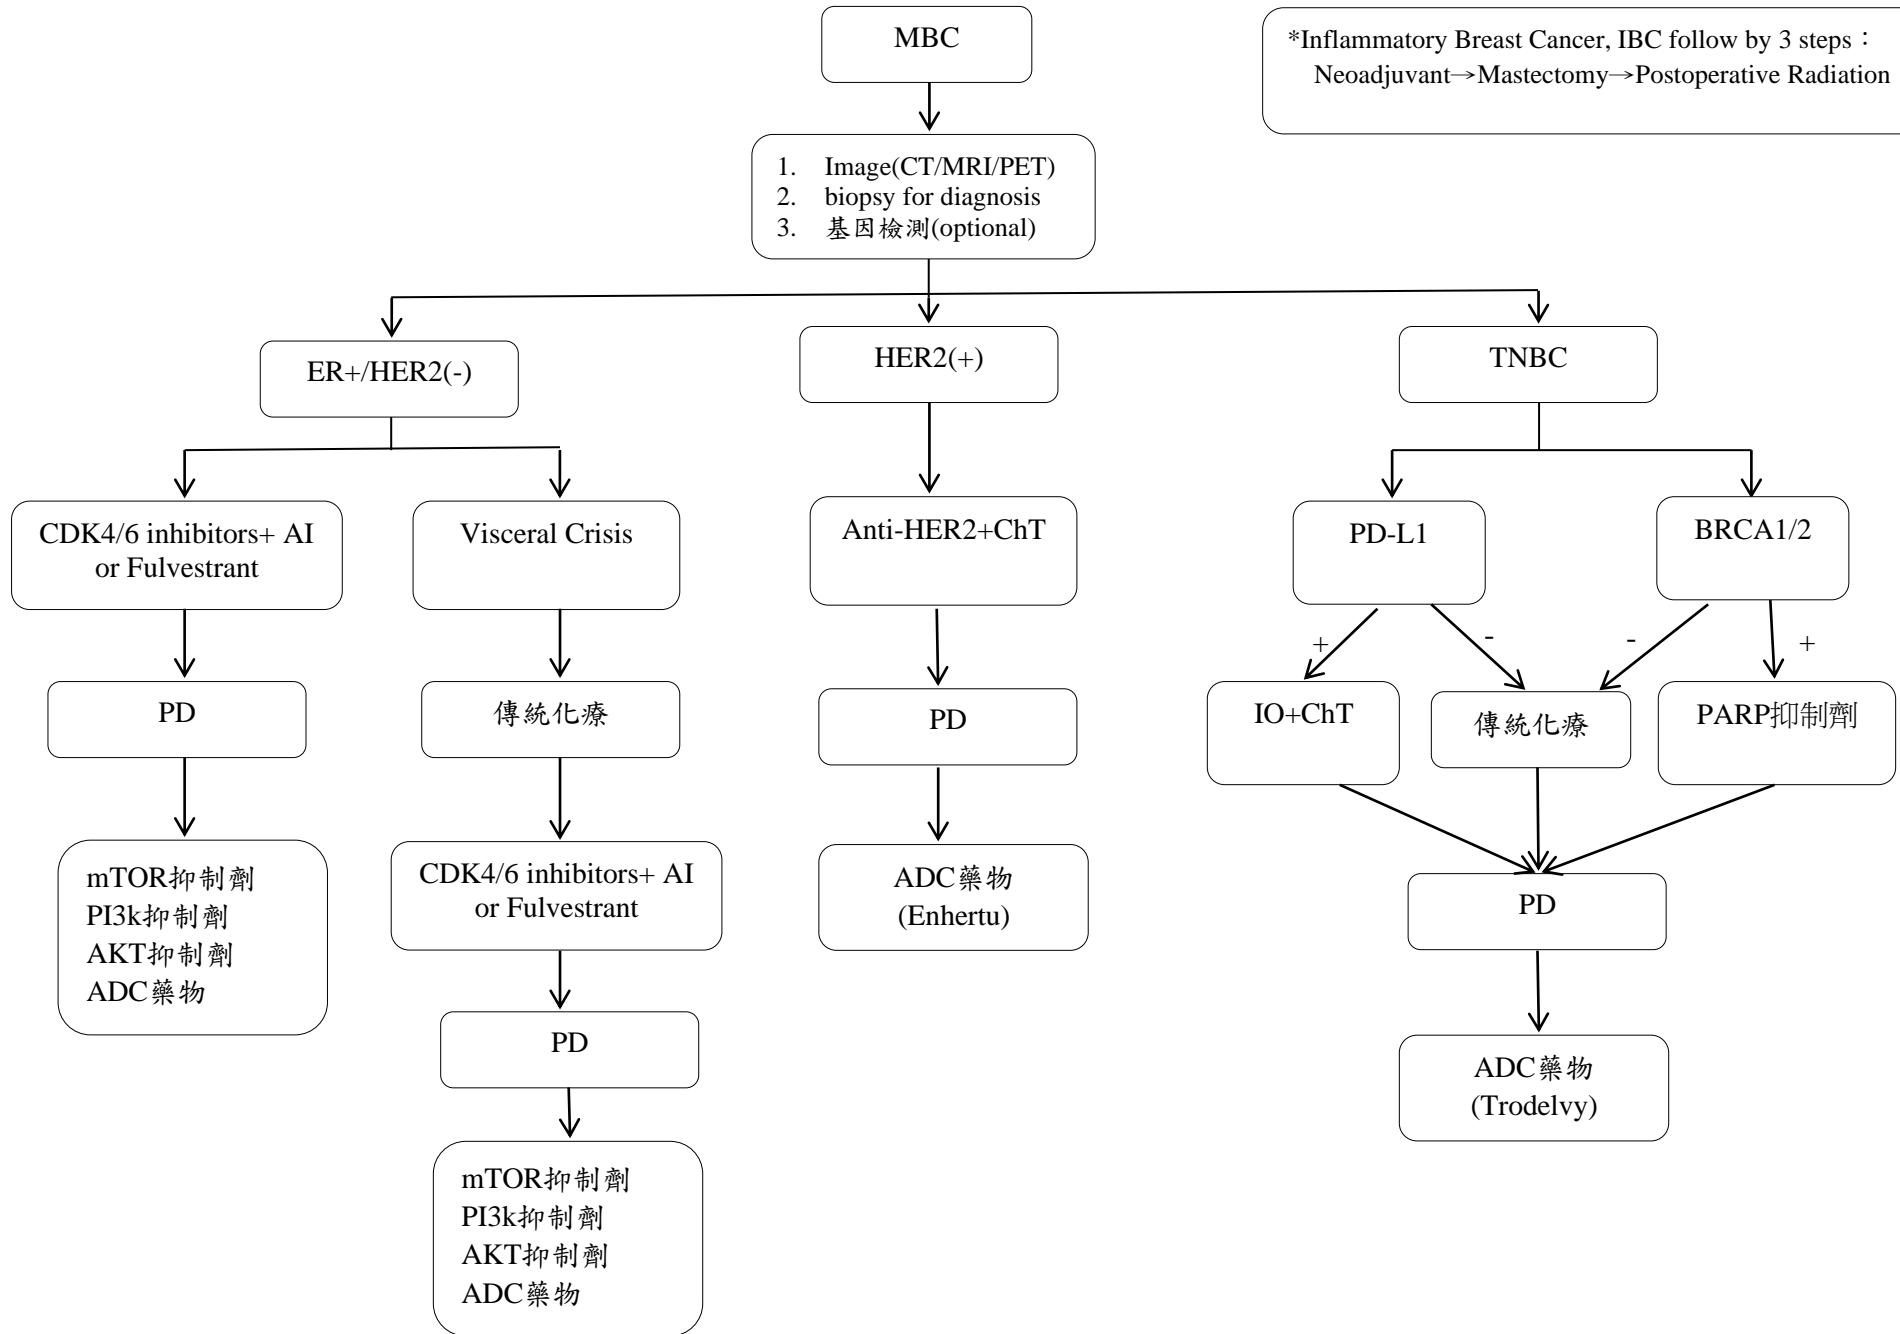 MBC
*Inflammatory Breast Cancer, IBC follow by 3 steps：
Neoadjuvant→Mastectomy→Postoperative Radiation
1. Image(CT/MRI/PET)
2. biopsy for diagnosis
3. 基因檢測(optional)
ER+/HER2(-)
HER2(+)
TNBC
CDK4/6 inhibitors+ AI
or Fulvestrant
Visceral Crisis
Anti-HER2+ChT
PD-L1
BRCA1/2
+
-
-
+
PD
傳統化療
PD
IO+ChT
傳統化療
PARP抑制劑
mTOR抑制劑
PI3k抑制劑
AKT抑制劑
ADC藥物
CDK4/6 inhibitors+ AI
or Fulvestrant
ADC藥物
(Enhertu)
PD
PD
ADC藥物
(Trodelvy)
mTOR抑制劑
PI3k抑制劑
AKT抑制劑
ADC藥物